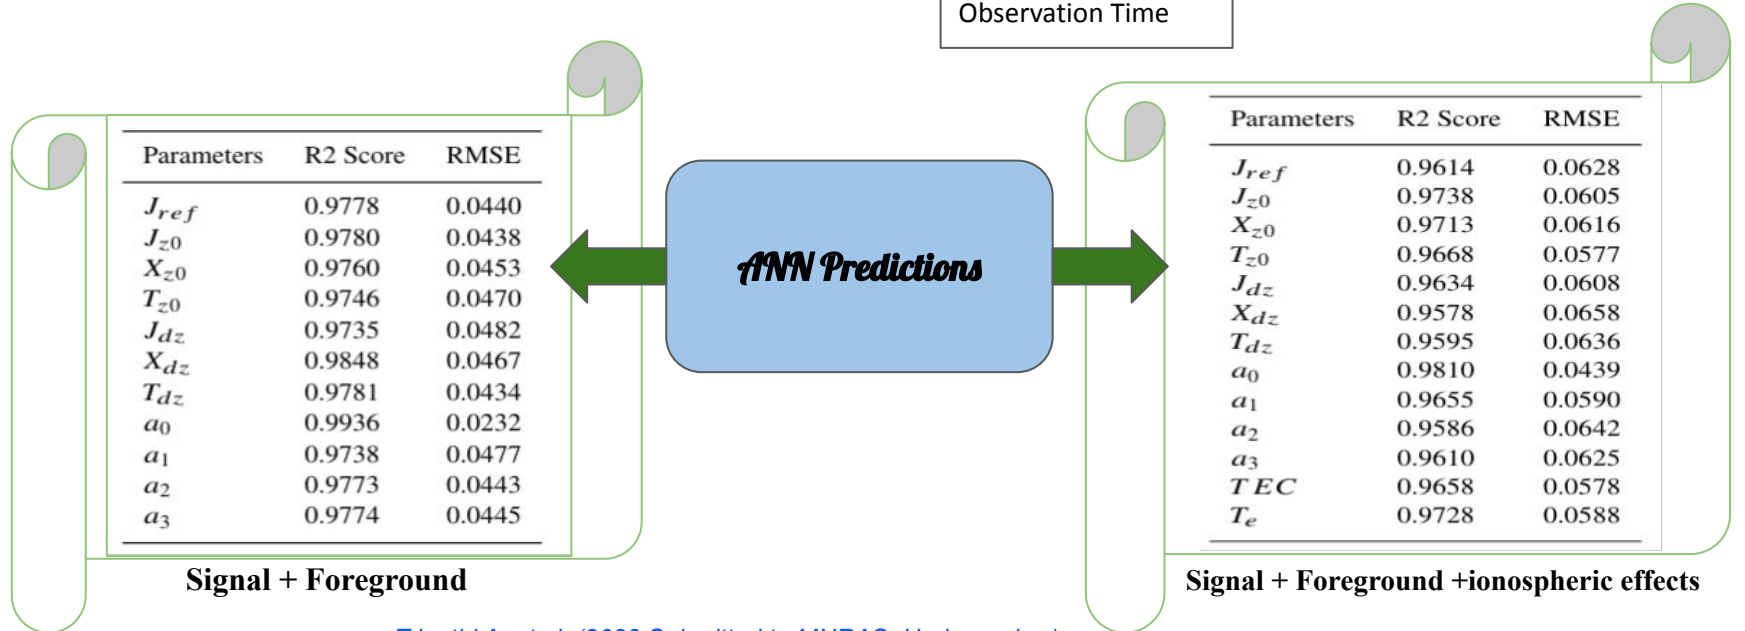 Observation Time
Parameters R2 Score RMSE
J_ref 0.9778 0.0440
J_z0 0.9780 0.0438
X_z0 0.9760 0.0453
T_z0 0.9746 0.0470
J_dz 0.9735 0.0482
X_dz 0.9848 0.0467
T_dz 0.9781 0.0434
a_0 0.9936 0.0232
a_1 0.9738 0.0477
a_2 0.9773 0.0443
a_3 0.9774 0.0445
Signal + Foreground
ANN Predictions
Parameters R2 Score RMSE
J_ref 0.9614 0.0628
J_z0 0.9738 0.0605
X_z0 0.9713 0.0616
T_z0 0.9668 0.0577
J_dz 0.9634 0.0608
X_dz 0.9578 0.0658
T_dz 0.9595 0.0636
a_0 0.9810 0.0439
a_1 0.9655 0.0590
a_2 0.9586 0.0642
a_3 0.9610 0.0625
TEC 0.9658 0.0578
T_e 0.9728 0.0588
Signal + Foreground +ionospheric effects